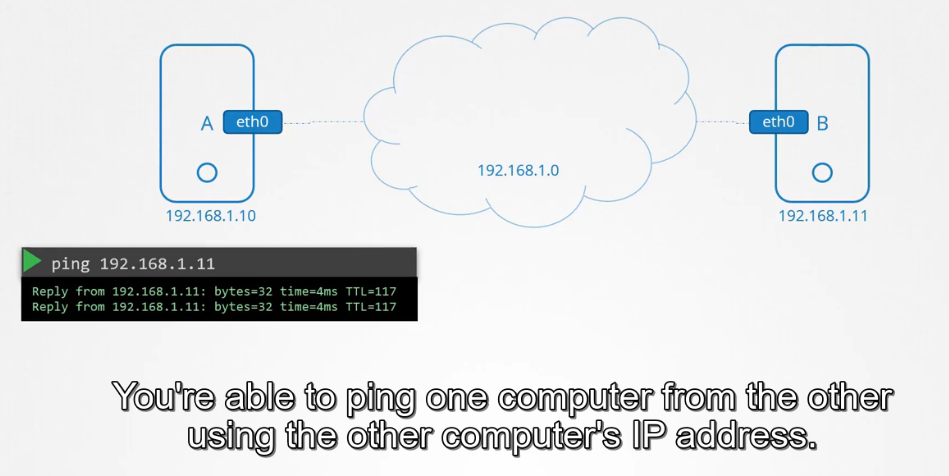 A
eth0
eth0
B
192.168.1.0
192.168.1.10
192.168.1.11
ping 192.168.1.11
Reply from 192.168.1.11: bytes=32 time=4ms TTL=117
Reply from 192.168.1.11: bytes=32 time=4ms TTL=117
You're able to ping one computer from the other
using the other computer's IP address.